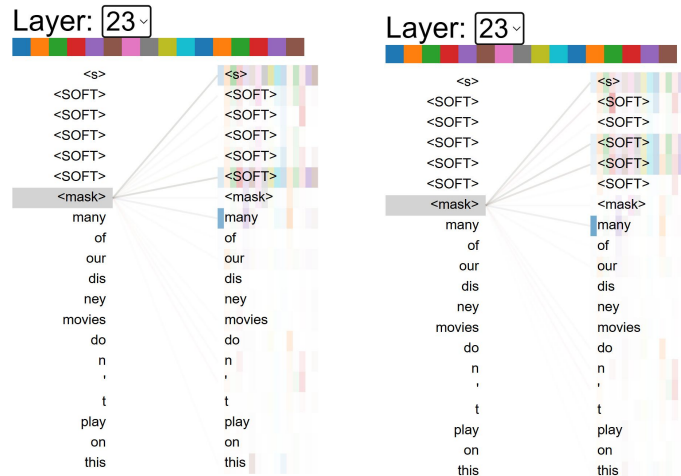 Layer: 23
<s> <s>
<SOFT> <SOFT>
<SOFT> <SOFT>
<SOFT> <SOFT>
<SOFT> <SOFT>
<SOFT> <SOFT>
<mask> <mask>
many many
of of
our our
dis dis
ney ney
movies movies
do do
n n
' '
t t
play play
on on
this this
Layer: 23
<s> <s>
<SOFT> <SOFT>
<SOFT> <SOFT>
<SOFT> <SOFT>
<SOFT> <SOFT>
<SOFT> <SOFT>
<mask> <mask>
many many
of of
our our
dis dis
ney ney
movies movies
do do
n n
' '
t t
play play
on on
this this